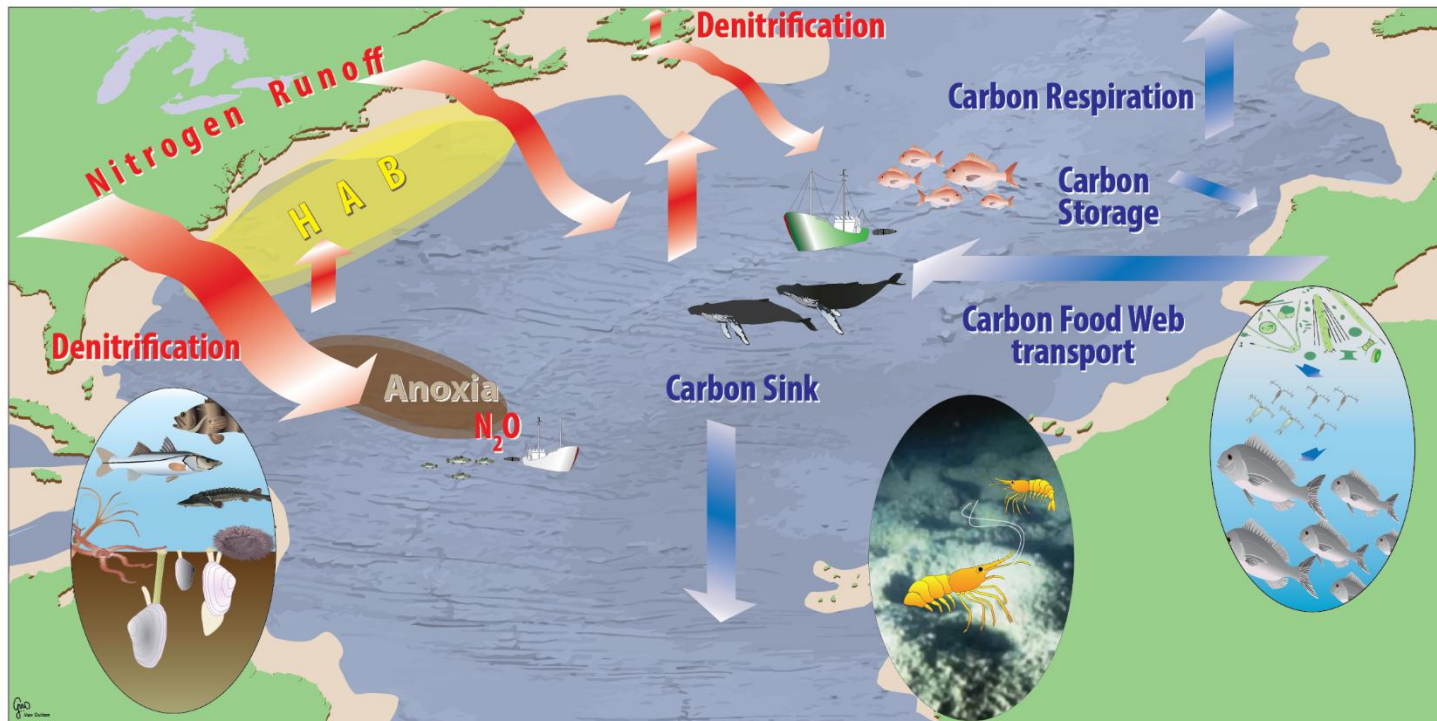 Denitrification
Nitrogen Runoff
Carbon Respiration
HAB
Carbon
Storage
Carbon Food Web
transport
Denitrification
Anoxia
N₂O
Carbon Sink